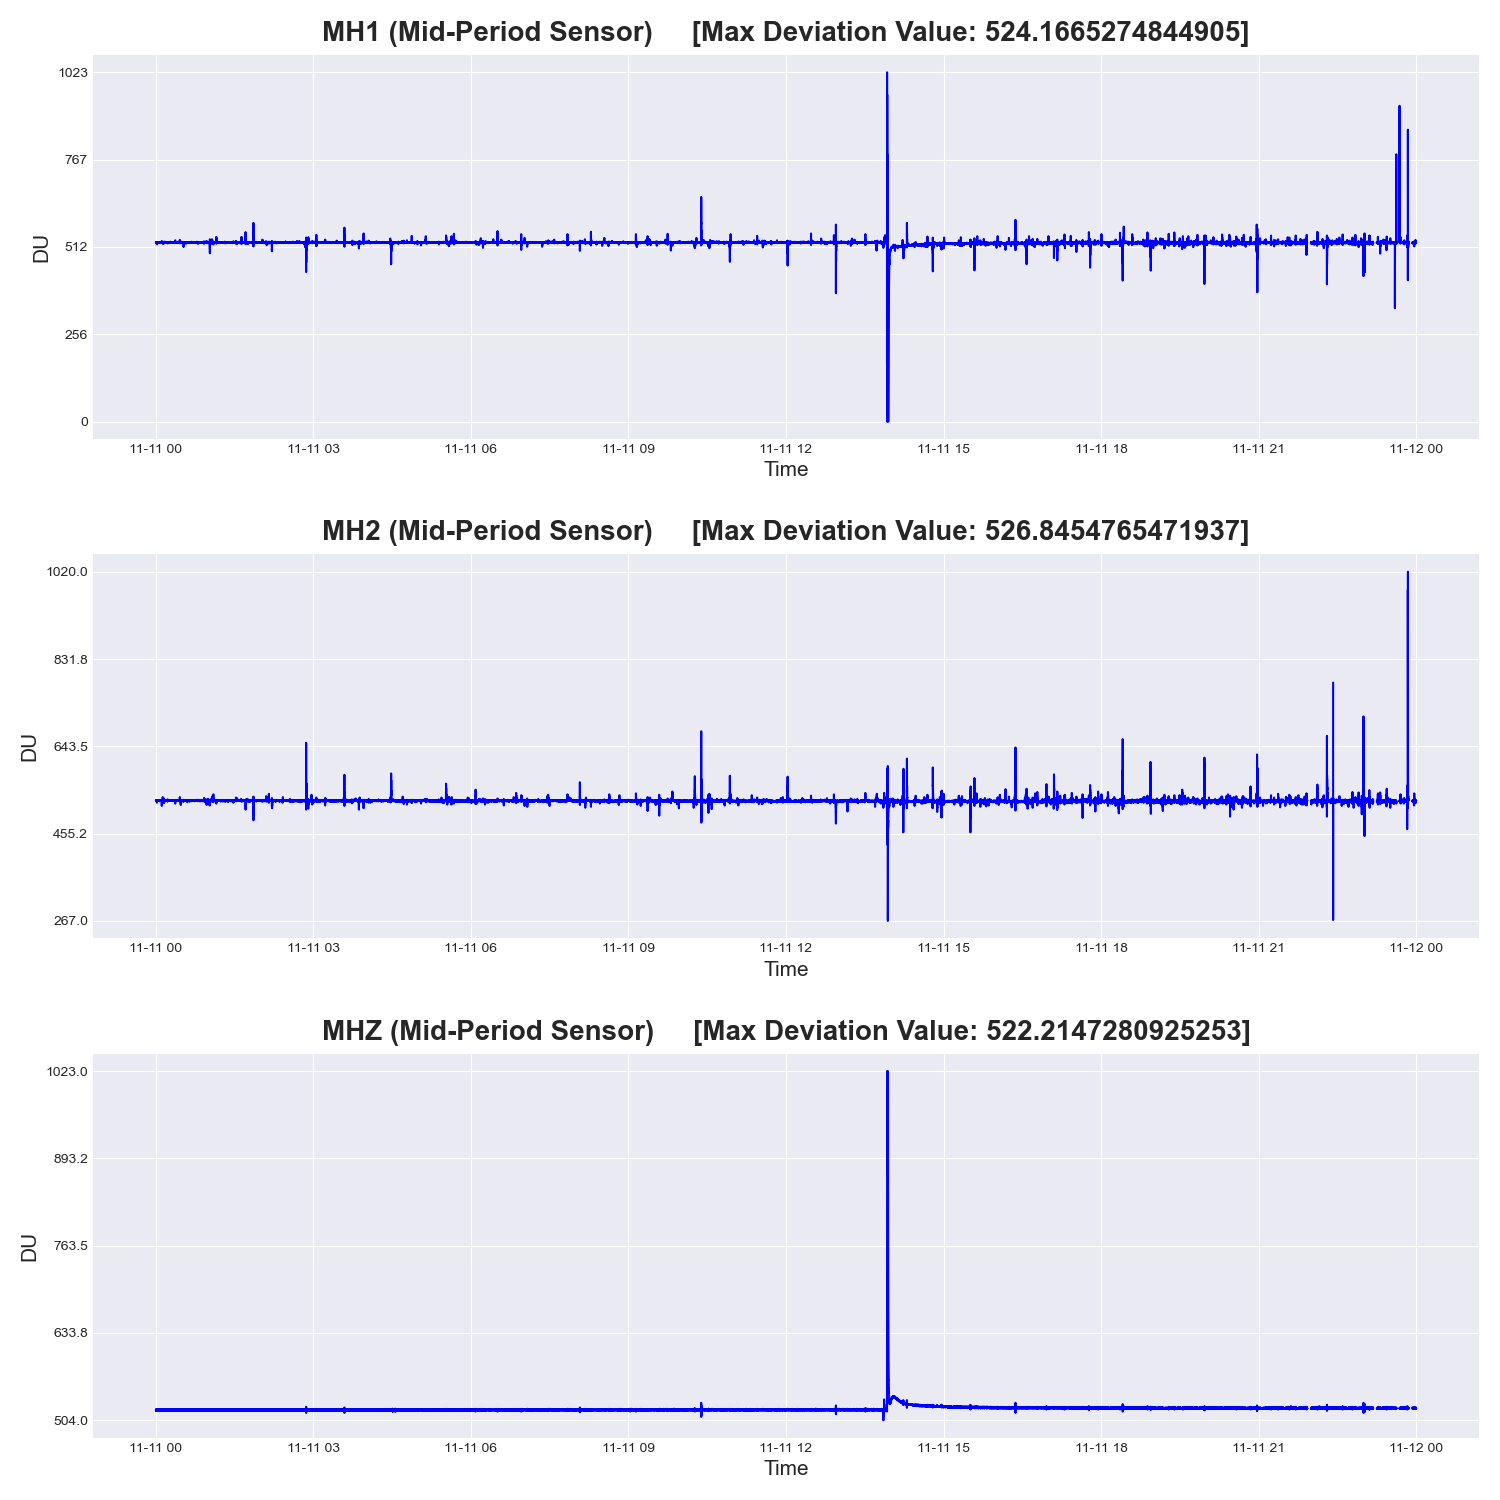 MH1 (Mid-Period Sensor) [Max Deviation Value: 524.1665274844905]
1023
767
512
256
0
DU
11-11 00 11-11 03 11-11 06 11-11 09 11-11 12 11-11 15 11-11 18 11-11 21 11-12 00
Time
MH2 (Mid-Period Sensor) [Max Deviation Value: 526.8454765471937]
1020.0
831.8
643.5
455.2
267.0
DU
11-11 00 11-11 03 11-11 06 11-11 09 11-11 12 11-11 15 11-11 18 11-11 21 11-12 00
Time
MHZ (Mid-Period Sensor) [Max Deviation Value: 522.2147280925253]
1023.0
893.2
763.5
633.8
504.0
DU
11-11 00 11-11 03 11-11 06 11-11 09 11-11 12 11-11 15 11-11 18 11-11 21 11-12 00
Time